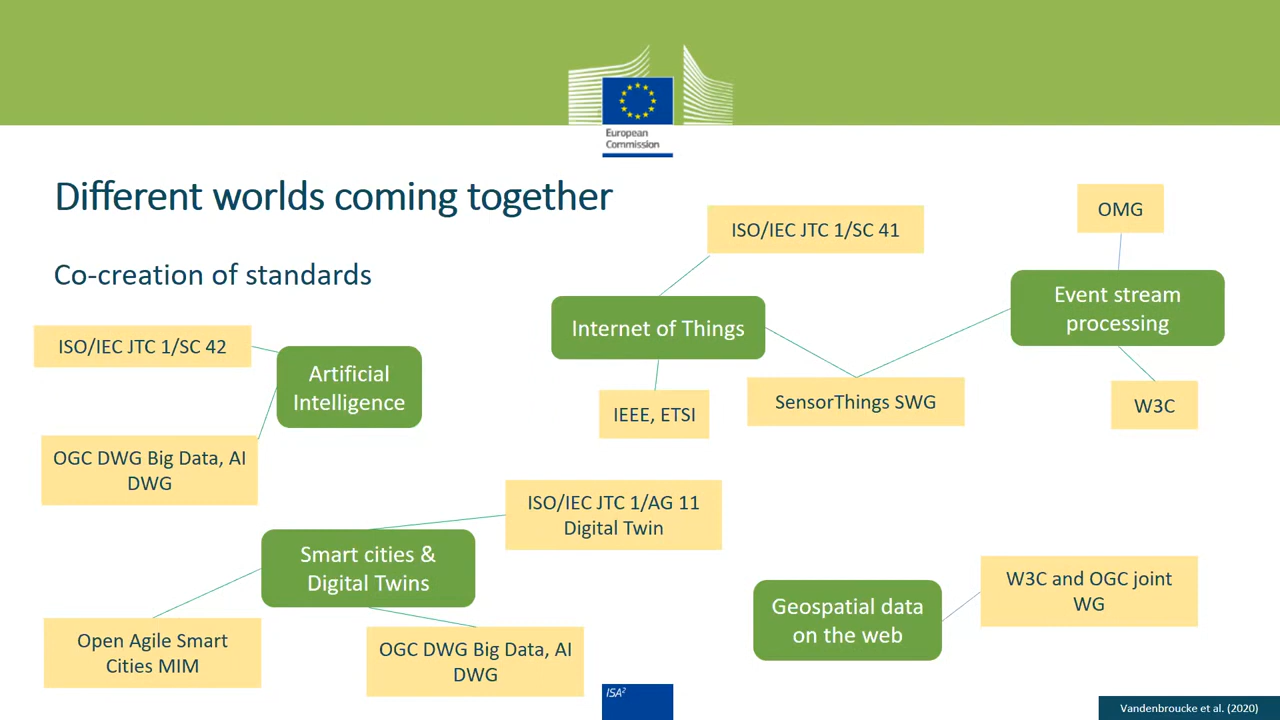 European
Commission
Different worlds coming together
Co-creation of standards
ISO/IEC JTC 1/SC 41
OMG
Internet of Things
Event stream
processing
ISO/IEC JTC 1/SC 42
Artificial
Intelligence
IEEE, ETSI
SensorThings SWG
W3C
OGC DWG Big Data, AI
DWG
ISO/IEC JTC 1/AG 11
Digital Twin
Smart cities &
Digital Twins
W3C and OGC joint
WG
Geospatial data
on the web
Open Agile Smart
Cities MIM
OGC DWG Big Data, AI
DWG
ISA²
Vandenbroucke et al. (2020)